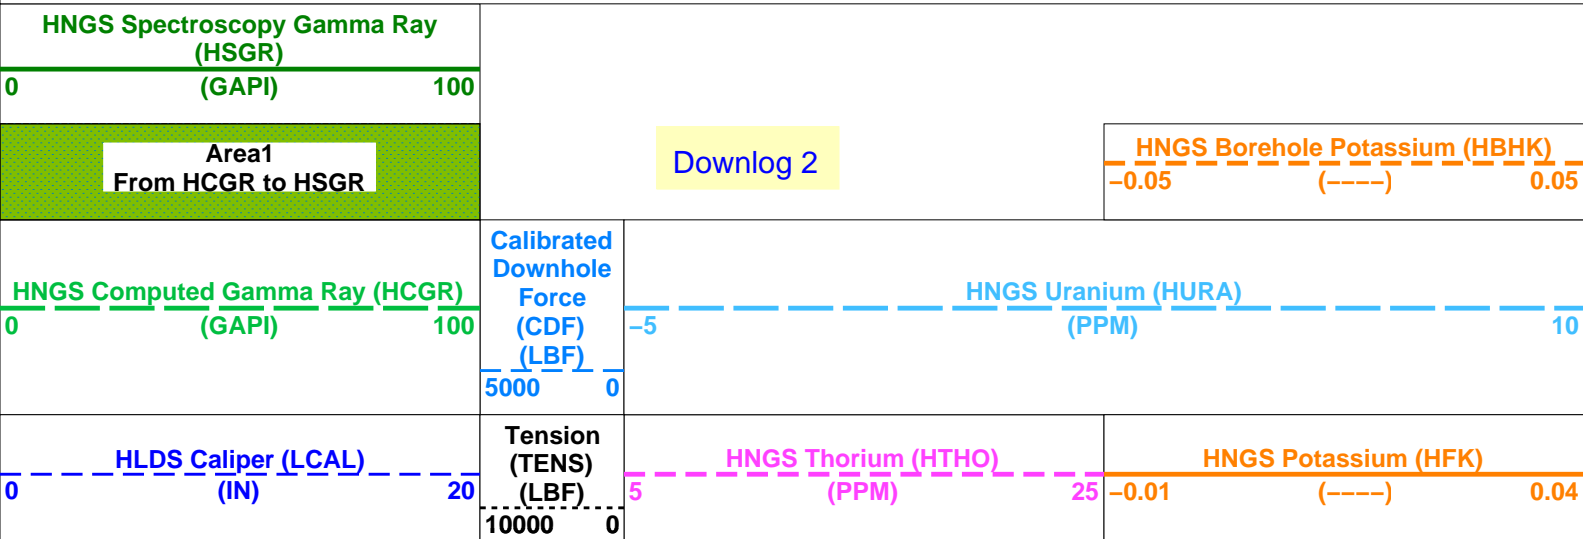 HNGS Spectroscopy Gamma Ray
(HSGR)
0 (GAPI) 100
Area1
From HCGR to HSGR
Downlog 2
HNGS Borehole Potassium (HBHK)
−0.05 (−−−−) 0.05
HNGS Computed Gamma Ray (HCGR)
0 (GAPI) 100
Calibrated
Downhole
Force
(CDF)
(LBF)
5000 0
HNGS Uranium (HURA)
−5 (PPM) 10
HLDS Caliper (LCAL)
0 (IN) 20
Tension
(TENS)
(LBF)
10000 0
HNGS Thorium (HTHO)
5 (PPM) 25
HNGS Potassium (HFK)
−0.01 (−−−−) 0.04